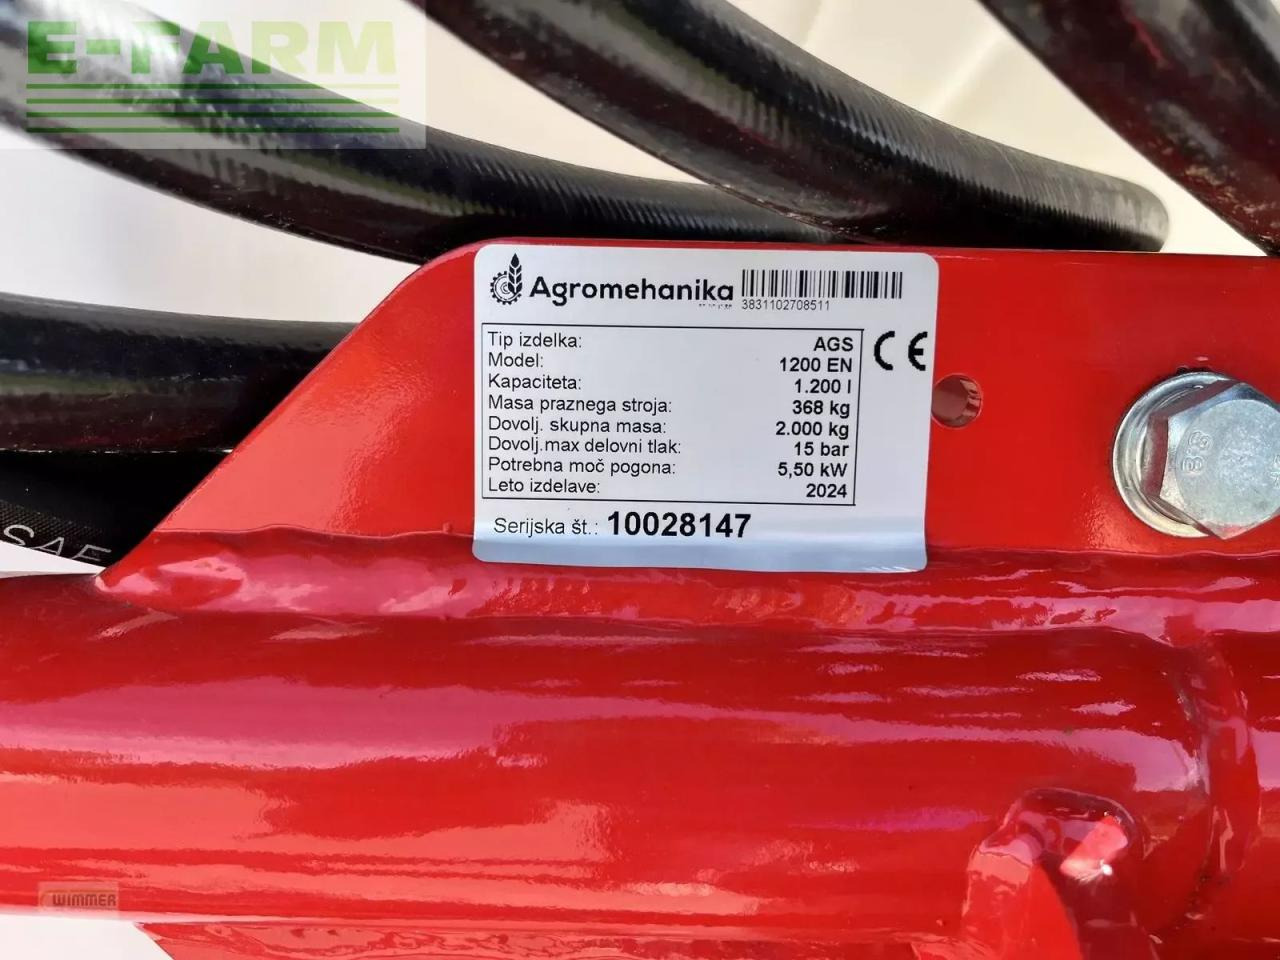 E-FARM
Agromehanika
3831102708511
Tip izdelka: AGS
Model: 1200 EN
Kapaciteta: 1.200 l
Masa praznega stroja: 368 kg
Dovolj. skupna masa: 2.000 kg
Dovolj.max delovni tlak: 15 bar
Potrebna moč pogona: 5,50 kW
Leto izdelave: 2024
CE
Serijska št.: 10028147
SAE
WIMMER